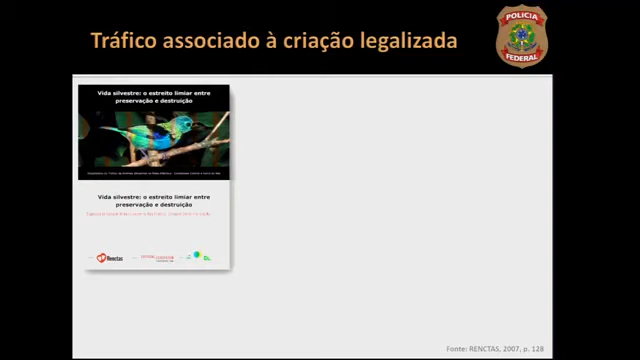 Tráfico associado à criação legalizada
POLÍCIA
FEDERAL
Vida silvestre: o estreito limiar entre
preservação e destruição
Vida silvestre: o estreito limiar entre
preservação e destruição
Renctas
Fonte: RENCTAS, 2007, p. 128